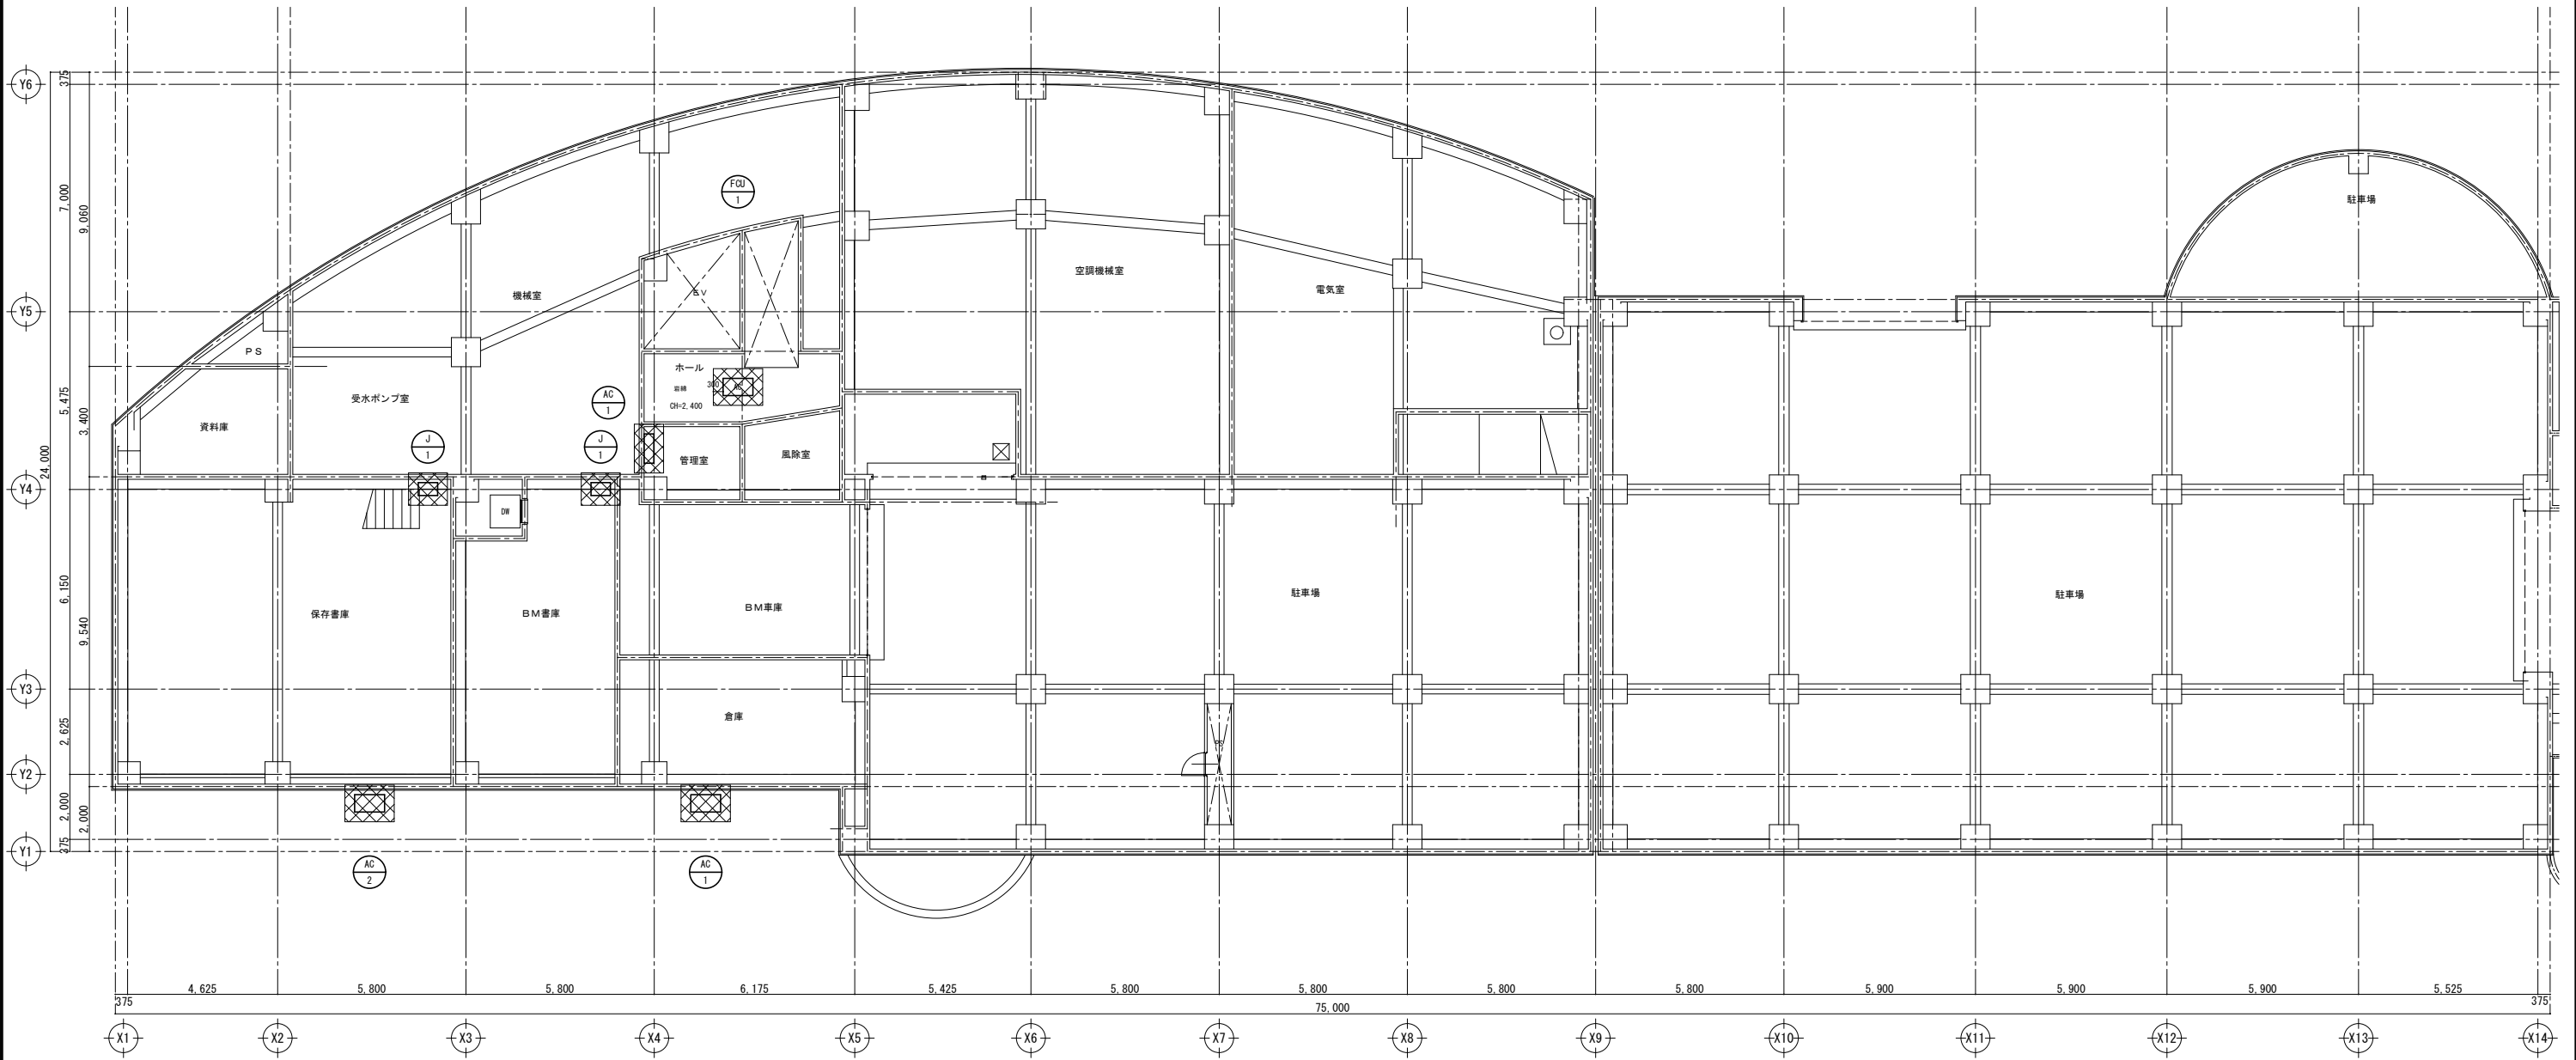 Y6
375
7,000
9,060
駐車場
FCU
1
空調機械室
電気室
機械室
EV
Y5
PS
ホール
岩綿
300
AC
CH=2,400
受水ポンプ室
AC
1
5,475
3,400
資料庫
J
1
J
1
管理室
風除室
24,000
Y4
DW
6,150
9,540
保存書庫
BM書庫
BM車庫
駐車場
駐車場
Y3
2,625
倉庫
PS
Y2
2,000
2,000
375
Y1
AC
2
AC
1
375
4,625
5,800
5,800
6,175
5,425
5,800
5,800
5,800
5,800
5,900
5,900
5,900
5,525
375
75,000
X1
X2
X3
X4
X5
X6
X7
X8
X9
X10
X11
X12
X13
X14